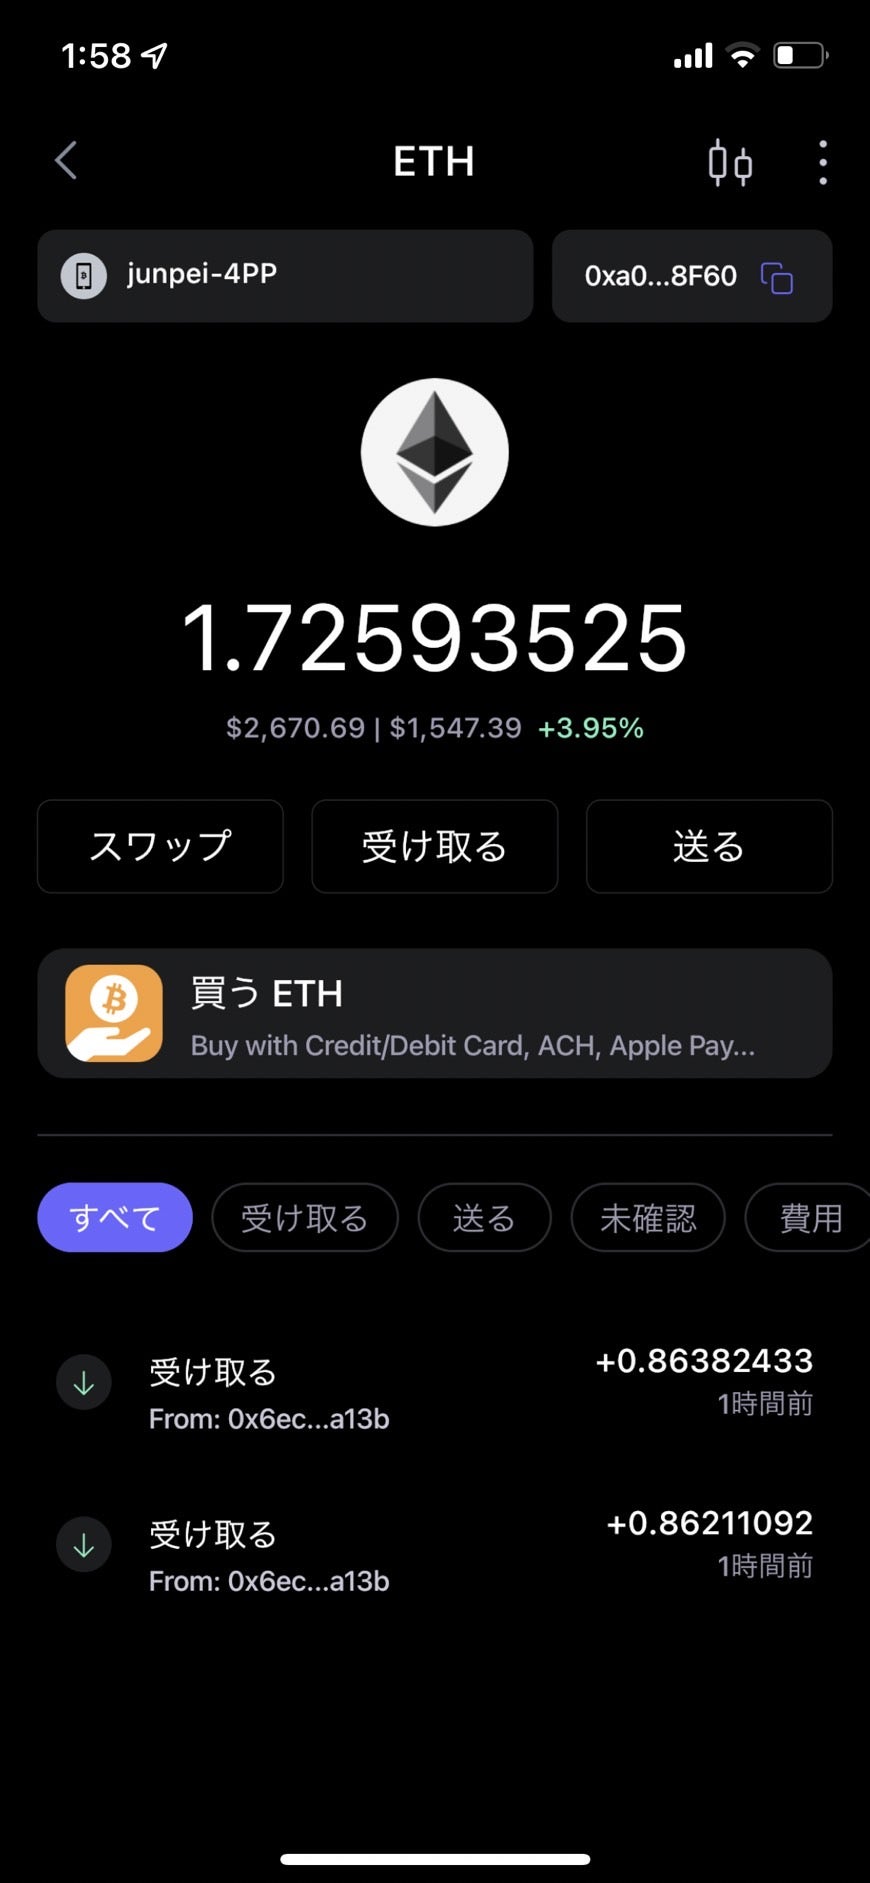 1:58
ETH
junpei-4PP
0xa0...8F60
1.72593525
$2,670.69 | $1,547.39 +3.95%
スワップ
受け取る
送る
買う ETH
Buy with Credit/Debit Card, ACH, Apple Pay...
すべて
受け取る
送る
未確認
費用
受け取る
+0.86382433
From: 0x6ec...a13b
1時間前
受け取る
+0.86211092
From: 0x6ec...a13b
1時間前